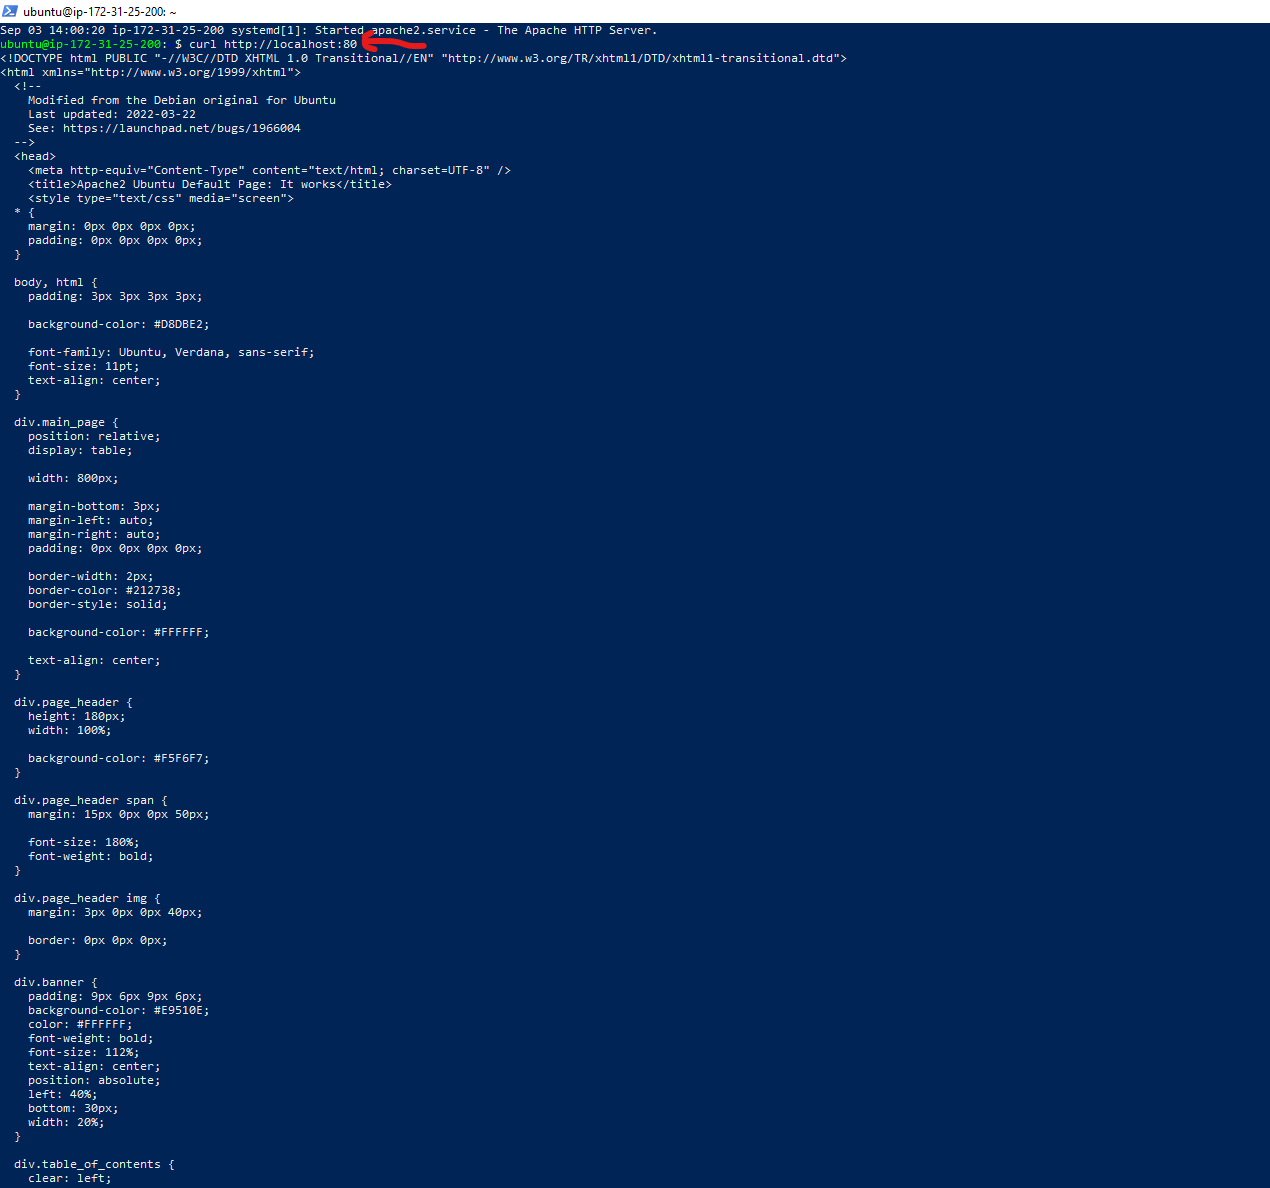 ubuntu@ip-172-31-25-200: ~
Sep 03 14:00:20 ip-172-31-25-200 systemd[1]: Started apache2.service - The Apache HTTP Server.
ubuntu@ip-172-31-25-200: $ curl http://localhost:80
<!DOCTYPE html PUBLIC "-//W3C//DTD XHTML 1.0 Transitional//EN" "http://www.w3.org/TR/xhtml1/DTD/xhtml1-transitional.dtd">
<html xmlns="http://www.w3.org/1999/xhtml">
  <!--
    Modified from the Debian original for Ubuntu
    Last updated: 2022-03-22
    See: https://launchpad.net/bugs/1966004
  -->
  <head>
    <meta http-equiv="Content-Type" content="text/html; charset=UTF-8" />
    <title>Apache2 Ubuntu Default Page: It works</title>
    <style type="text/css" media="screen">
  * {
    margin: 0px 0px 0px 0px;
    padding: 0px 0px 0px 0px;
  }
  body, html {
    padding: 3px 3px 3px 3px;
    background-color: #D8DBE2;
    font-family: Ubuntu, Verdana, sans-serif;
    font-size: 11pt;
    text-align: center;
  }
  div.main_page {
    position: relative;
    display: table;
    width: 800px;
    margin-bottom: 3px;
    margin-left: auto;
    margin-right: auto;
    padding: 0px 0px 0px 0px;
    border-width: 2px;
    border-color: #212738;
    border-style: solid;
    background-color: #FFFFFF;
    text-align: center;
  }
  div.page_header {
    height: 180px;
    width: 100%;
    background-color: #F5F6F7;
  }
  div.page_header span {
    margin: 15px 0px 0px 50px;
    font-size: 180%;
    font-weight: bold;
  }
  div.page_header img {
    margin: 3px 0px 0px 40px;
    border: 0px 0px 0px;
  }
  div.banner {
    padding: 9px 6px 9px 6px;
    background-color: #E9510E;
    color: #FFFFFF;
    font-weight: bold;
    font-size: 112%;
    text-align: center;
    position: absolute;
    left: 40%;
    bottom: 30px;
    width: 20%;
  }
  div.table_of_contents {
    clear: left;